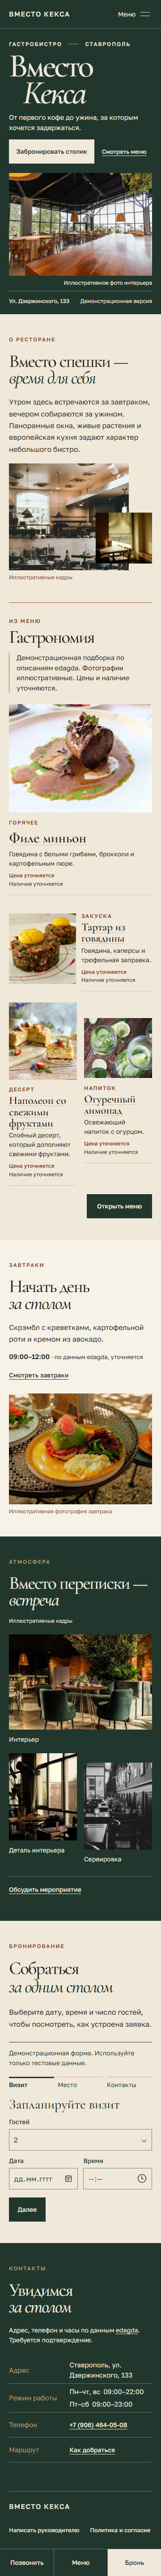 ВМЕСТО КЕКСА
Меню
ГАСТРОБИСТРО — СТАВРОПОЛЬ
Вместо
Кекса
От первого кофе до ужина, за которым
хочется задержаться.
Забронировать столик
Смотреть меню
Иллюстративное фото интерьера
Ул. Дзержинского, 133
Демонстрационная версия
О РЕСТОРАНЕ
Вместо спешки —
время для себя
Утром здесь встречаются за завтраком,
вечером собираются за ужином.
Панорамные окна, живые растения и
европейская кухня задают характер
небольшого бистро.
Иллюстративные кадры
ИЗ МЕНЮ
Гастрономия
Демонстрационная подборка по
описаниям edagda. Фотографии
иллюстративные. Цены и наличие
уточняются.
ГОРЯЧЕЕ
Филе миньон
Говядина с белыми грибами, брокколи и
картофельным пюре.
Цена уточняется
Наличие уточняется
ЗАКУСКА
Тартар из
говядины
Говядина, каперсы и
трюфельная заправка.
Цена уточняется
Наличие уточняется
ДЕСЕРТ
Наполеон со
свежими
фруктами
Слоёный десерт,
который дополняют
свежими фруктами.
Цена уточняется
Наличие уточняется
НАПИТОК
Огуречный
лимонад
Освежающий
напиток с огурцом.
Цена уточняется
Наличие уточняется
Открыть меню
ЗАВТРАКИ
Начать день
за столом
Скрэмбл с креветками, картофельной
роти и кремом из авокадо.
09:00–12:00 · по данным edagda, уточняется
Смотреть завтраки
Иллюстративная фотография завтрака
АТМОСФЕРА
Вместо переписки —
встреча
Иллюстративные кадры
Интерьер
Деталь интерьера
Сервировка
Обсудить мероприятие
БРОНИРОВАНИЕ
Собраться
за одним столом
Выберите дату, время и число гостей,
чтобы посмотреть, как устроена заявка.
Демонстрационная форма. Используйте
только тестовые данные.
Визит
Место
Контакты
Запланируйте визит
Гостей
2
Дата
Время
дд.мм.гггг
--:--
Далее
КОНТАКТЫ
Увидимся
за столом
Адрес, телефон и часы по данным edagda.
Требуется подтверждение.
Адрес
Ставрополь, ул.
Дзержинского, 133
Режим работы
Пн–чт, вс 09:00–22:00
Пт–сб 09:00–23:00
Телефон
+7 (906) 464-05-08
Маршрут
Как добраться
ВМЕСТО КЕКСА
Написать руководителю
Политика и согласие
Позвонить
Меню
Бронь